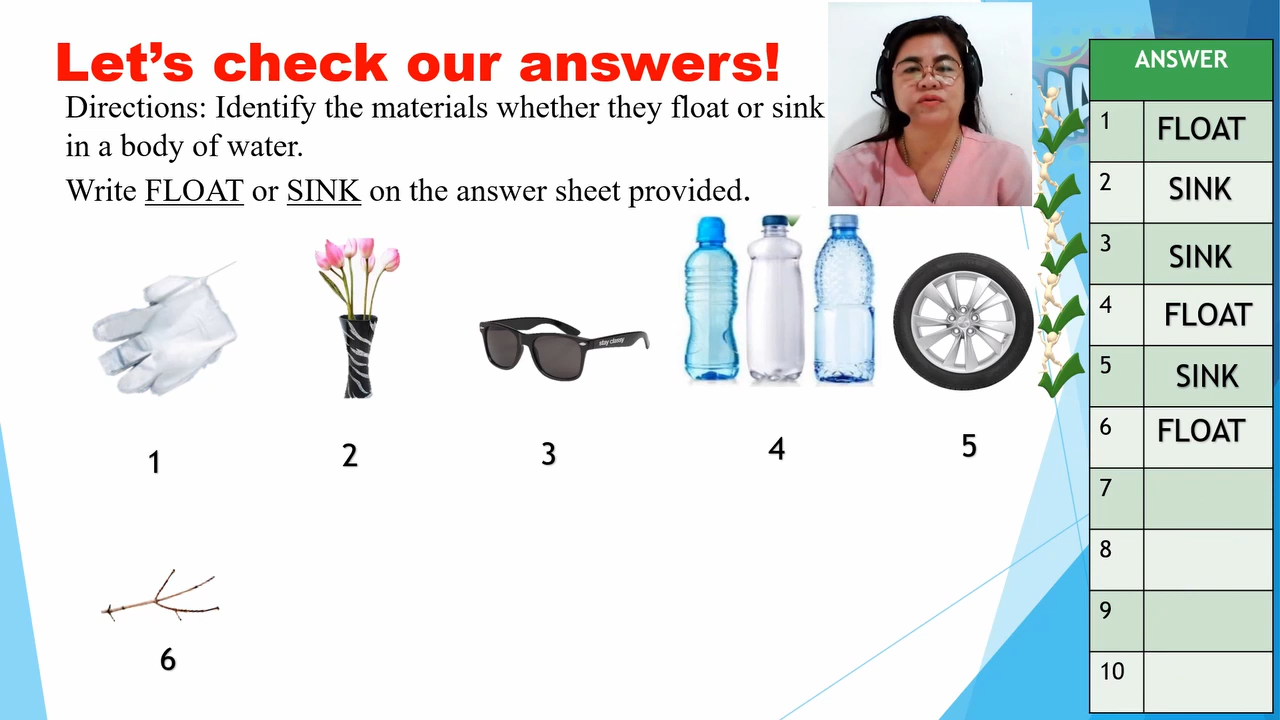 Let's check our answers!
Directions: Identify the materials whether they float or sink
in a body of water.
Write FLOAT or SINK on the answer sheet provided.
stay classy
1
2
3
4
5
6
ANSWER
1 FLOAT
2 SINK
3 SINK
4 FLOAT
5 SINK
6 FLOAT
7
8
9
10